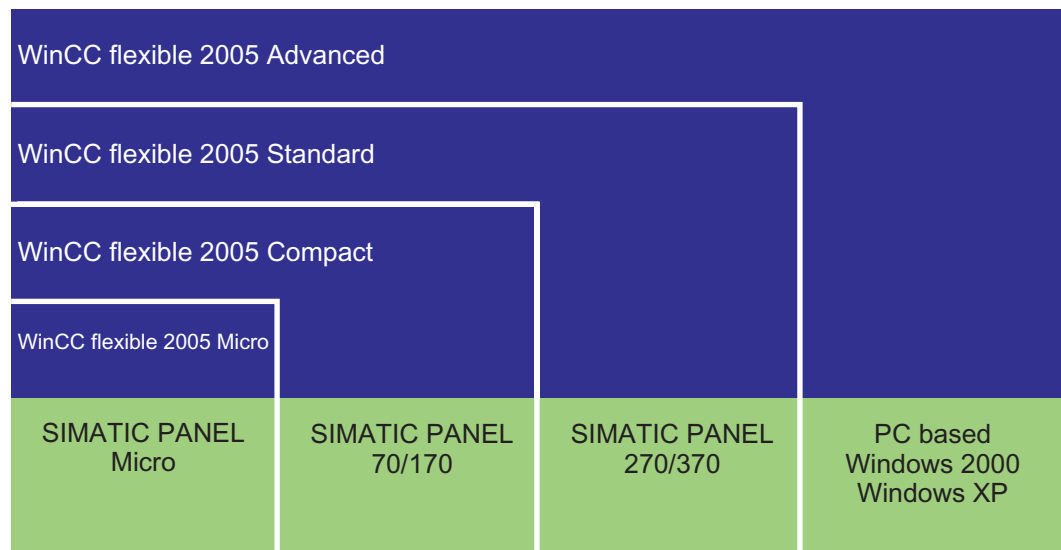 WinCC flexible 2005 Advanced
WinCC flexible 2005 Standard
WinCC flexible 2005 Compact
WinCC flexible 2005 Micro
SIMATIC PANEL
Micro
SIMATIC PANEL
70/170
SIMATIC PANEL
270/370
PC based
Windows 2000
Windows XP